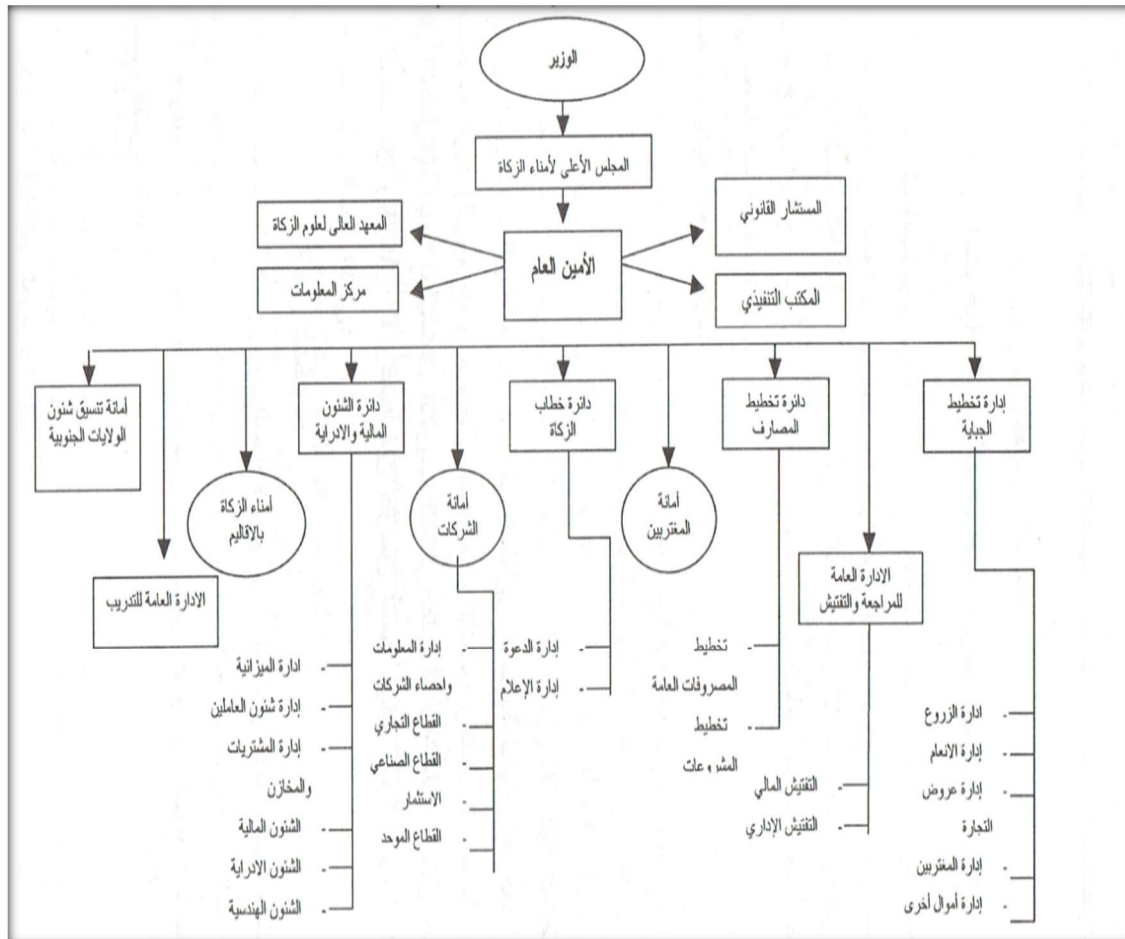 الوزير
المجلس الأعلى لأمناء الزكاة
المستشار القانوني
المعهد العالى لعلوم الزكاة
الأمين العام
المكتب التنفيذي
مركز المعلومات
إدارة تخطيط
الجباية
دائرة تخطيط
المصارف
دائرة خطاب
الزكاة
دائرة الشئون
المالية والادراية
أمانة تنسيق شئون
الولايات الجنوبية
أمانة
المغتربين
أمانة
الشركات
أمناء الزكاة
بالاقاليم
الادارة العامة
للمراجعة والتفتيش
الادارة العامة للتدريب
- ادارة الزروع
- إدارة الانعام
- إدارة عروض
التجارة
- إدارة المغتربين
- إدارة أموال أخرى
- التفتيش المالي
- التفتيش الإداري
- تخطيط
المصروفات العامة
- تخطيط
المشروعات
- إدارة الدعوة
- إدارة الإعلام
- إدارة المعلومات
واحصاء الشركات
- القطاع التجاري
- القطاع الصناعي
- الاستثمار
- القطاع الموحد
- ادارة الميزانية
- إدارة شئون العاملين
- إدارة المشتريات
والمخازن
- الشئون المالية
- الشئون الادراية
- الشئون الهندسية